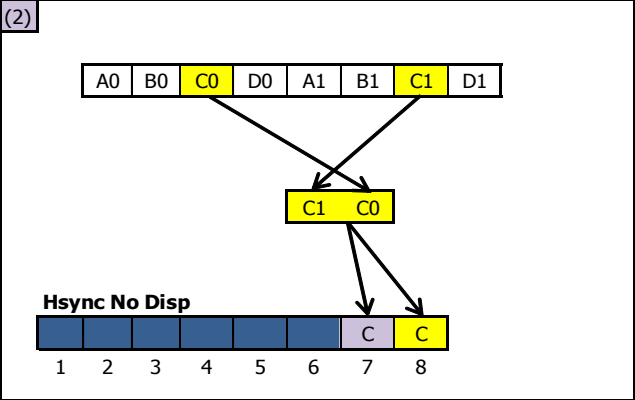 (2)
A0 B0 C0 D0 A1 B1 C1 D1
C1 C0
Hsync No Disp
C C
1 2 3 4 5 6 7 8